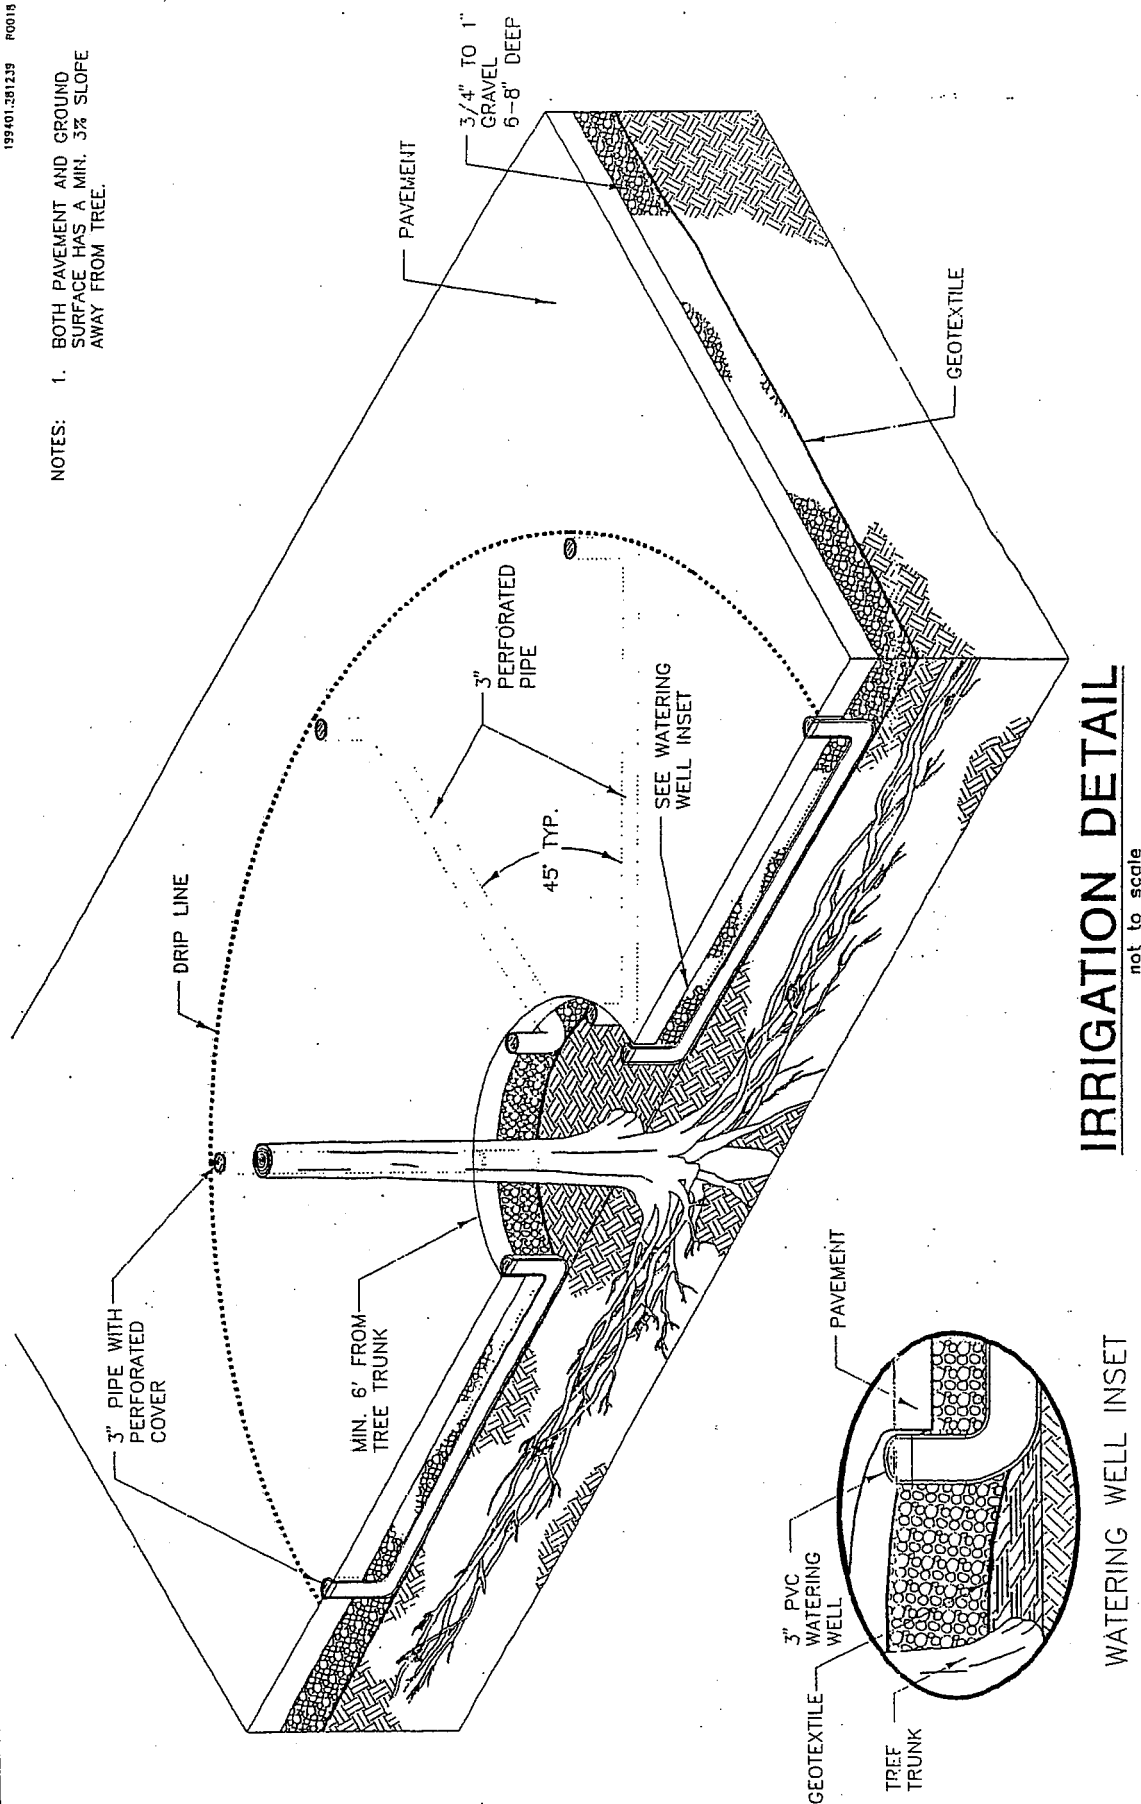 199401.281239 R0018
NOTES: 1. BOTH PAVEMENT AND GROUND
SURFACE HAS A MIN. 3% SLOPE
AWAY FROM TREE.
3" PIPE WITH
PERFORATED
COVER
DRIP LINE
PAVEMENT
3/4" TO 1"
GRAVEL
6-8" DEEP
MIN. 6' FROM
TREE TRUNK
45° TYP.
3"
PERFORATED
PIPE
SEE WATERING
WELL INSET
GEOTEXTILE
GEOTEXTILE
3" PVC
WATERING
WELL
PAVEMENT
TREE
TRUNK
WATERING WELL INSET
IRRIGATION DETAIL
not to scale